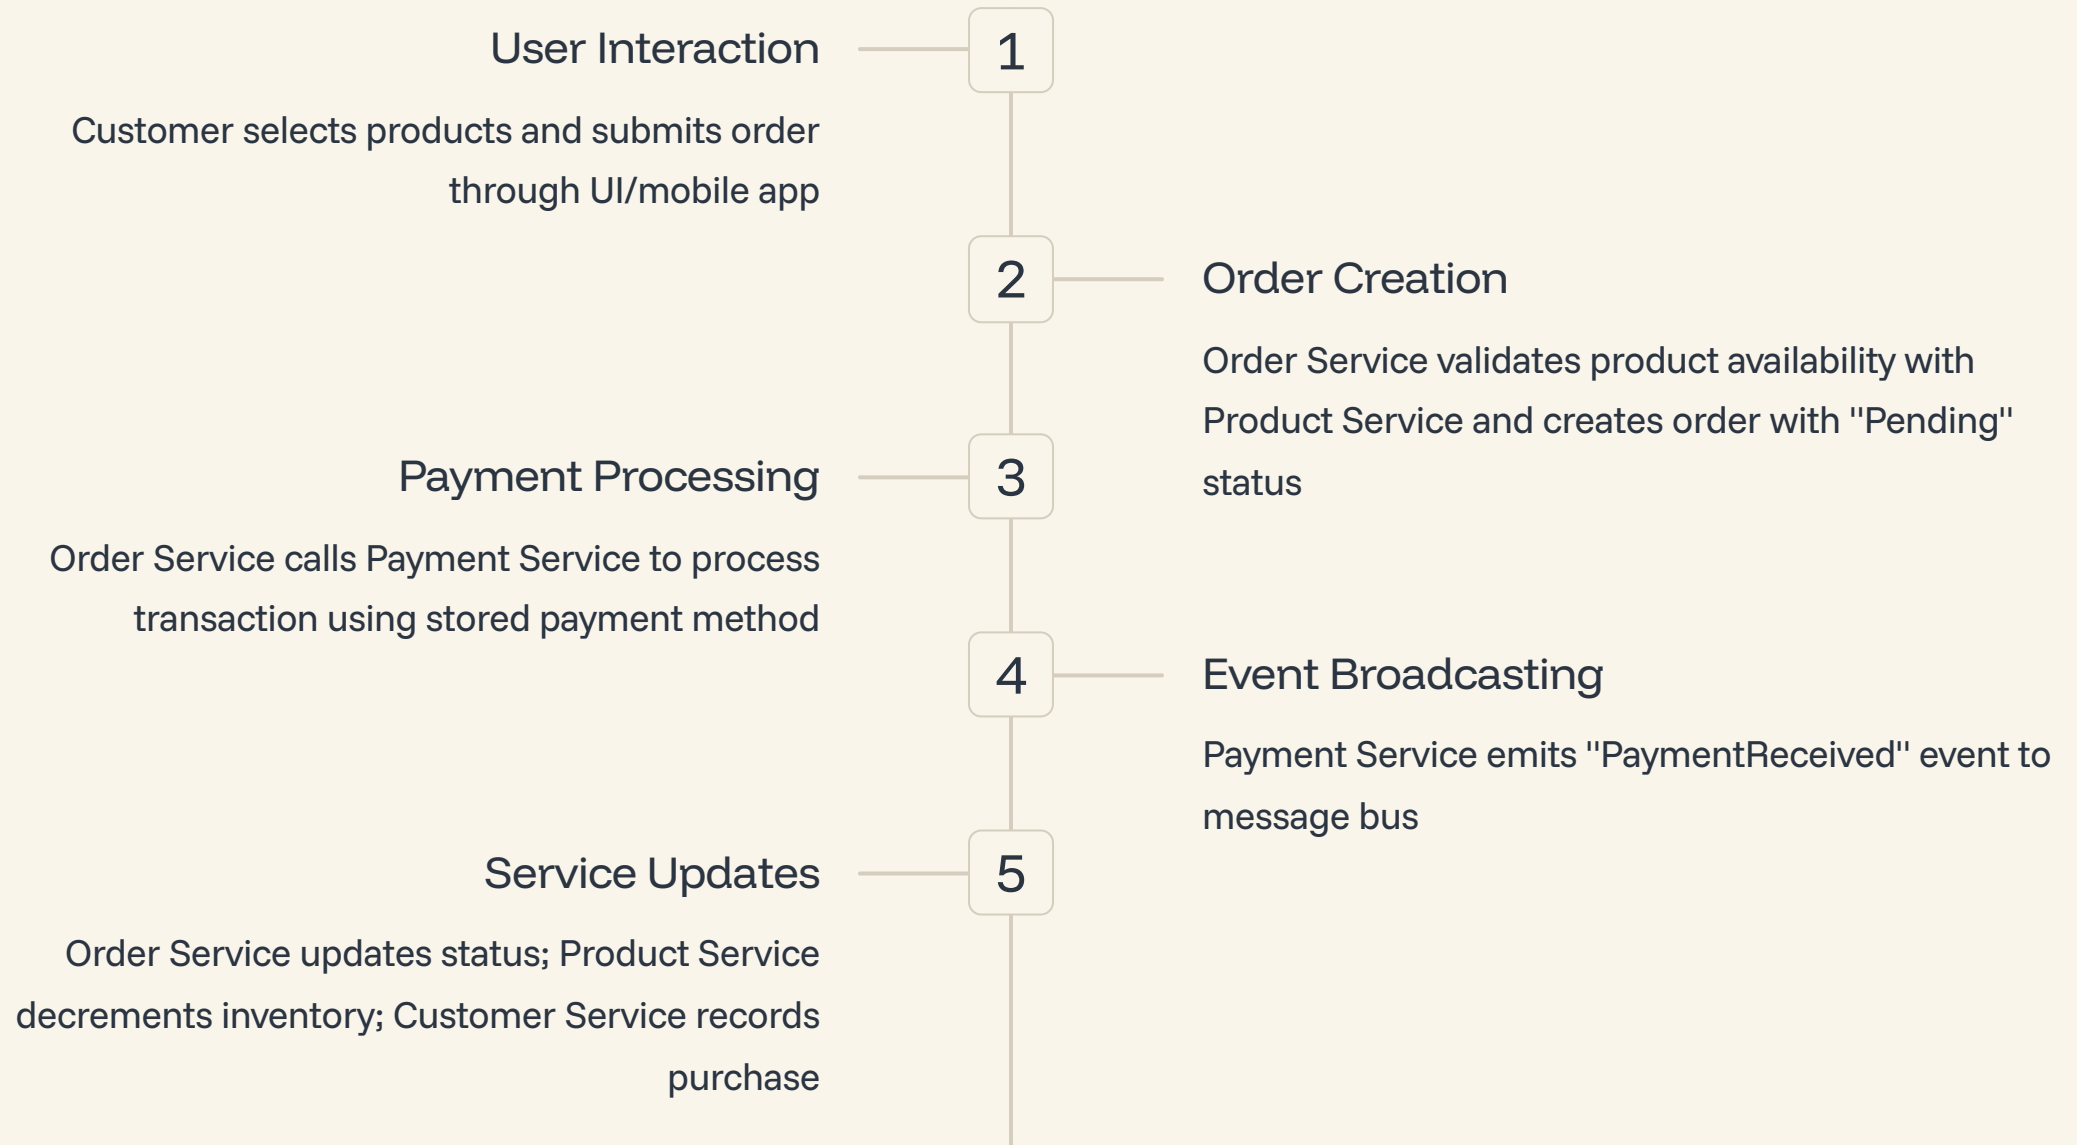 User Interaction
1
Customer selects products and submits order
through UI/mobile app
2
Order Creation
Order Service validates product availability with
Product Service and creates order with "Pending"
status
Payment Processing
3
Order Service calls Payment Service to process
transaction using stored payment method
4
Event Broadcasting
Payment Service emits "PaymentReceived" event to
message bus
Service Updates
5
Order Service updates status; Product Service
decrements inventory; Customer Service records
purchase